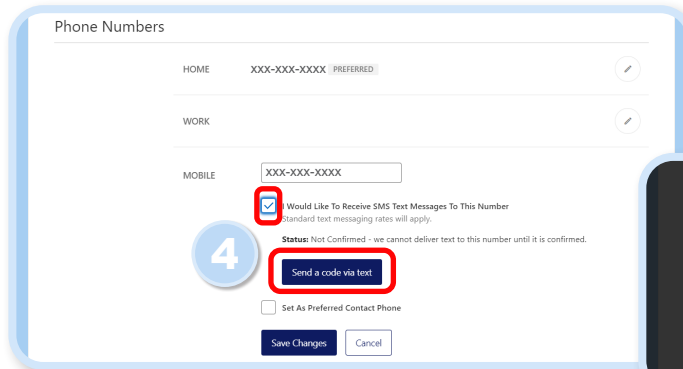 Phone Numbers
HOME XXX-XXX-XXXX PREFERRED
WORK
MOBILE XXX-XXX-XXXX
I Would Like To Receive SMS Text Messages To This Number
Standard text messaging rates will apply.
Status: Not Confirmed - we cannot deliver text to this number until it is confirmed.
4
Send a code via text
Set As Preferred Contact Phone
Save Changes Cancel